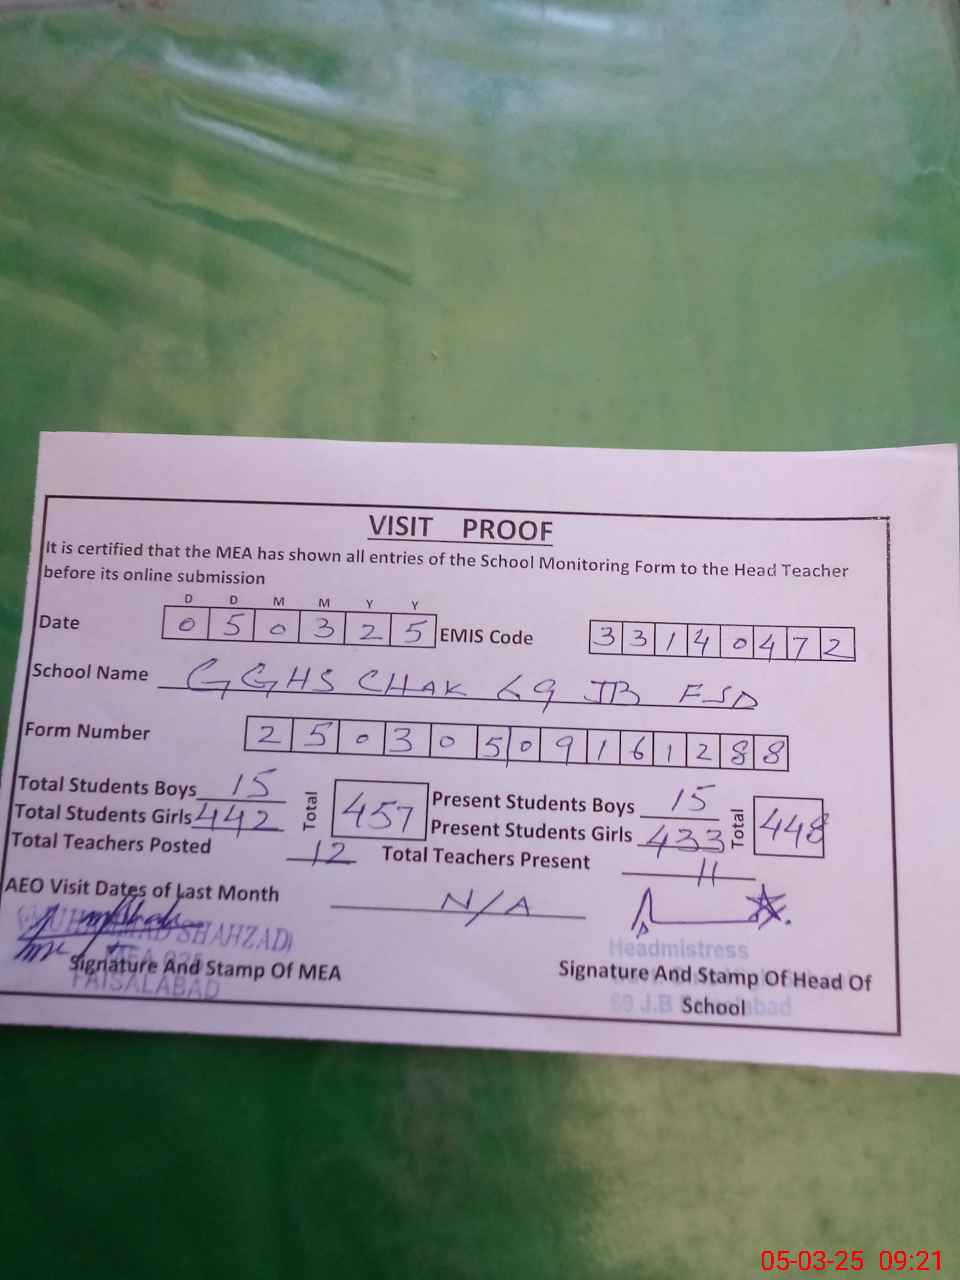 VISIT PROOF
It is certified that the MEA has shown all entries of the School Monitoring Form to the Head Teacher
before its online submission
D D M M Y Y
Date 0 5 0 3 2 5 EMIS Code 3 3 1 4 0 4 7 2
School Name GGHS CHAK 69 JB FSD
Form Number 2 5 0 3 0 5 0 9 1 6 1 2 8 8
Total Students Boys 15 Total 457 Present Students Boys 15 Total 448
Total Students Girls 442 Present Students Girls 433
Total Teachers Posted 12 Total Teachers Present 11
AEO Visit Dates of Last Month N/A
(MUHAMMAD SHAHZAD)
Headmistress
Signature And Stamp Of MEA Signature And Stamp Of Head Of
FAISALABAD
69 J.B School
05-03-25 09:21